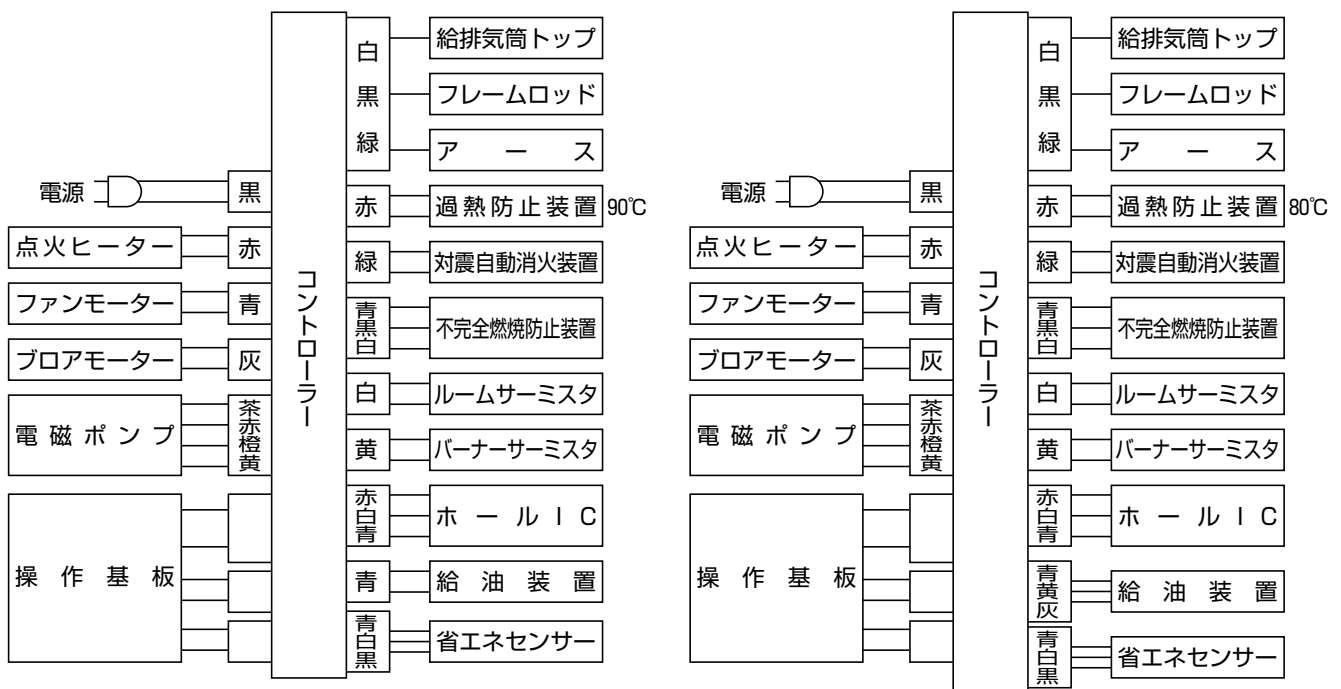 電源
黒
点火ヒーター
赤
ファンモーター
青
ブロアモーター
灰
電磁ポンプ
茶赤橙黄
操作基板
コントローラー
白黒緑
給排気筒トップ
フレームロッド
アース
赤
過熱防止装置 90℃
緑
対震自動消火装置
青黒白
不完全燃焼防止装置
白
ルームサーミスタ
黄
バーナーサーミスタ
赤白青
ホールIC
青
給油装置
青白黒
省エネセンサー
電源
黒
点火ヒーター
赤
ファンモーター
青
ブロアモーター
灰
電磁ポンプ
茶赤橙黄
操作基板
コントローラー
白黒緑
給排気筒トップ
フレームロッド
アース
赤
過熱防止装置 80℃
緑
対震自動消火装置
青黒白
不完全燃焼防止装置
白
ルームサーミスタ
黄
バーナーサーミスタ
赤白青
ホールIC
青黄灰
給油装置
青白黒
省エネセンサー